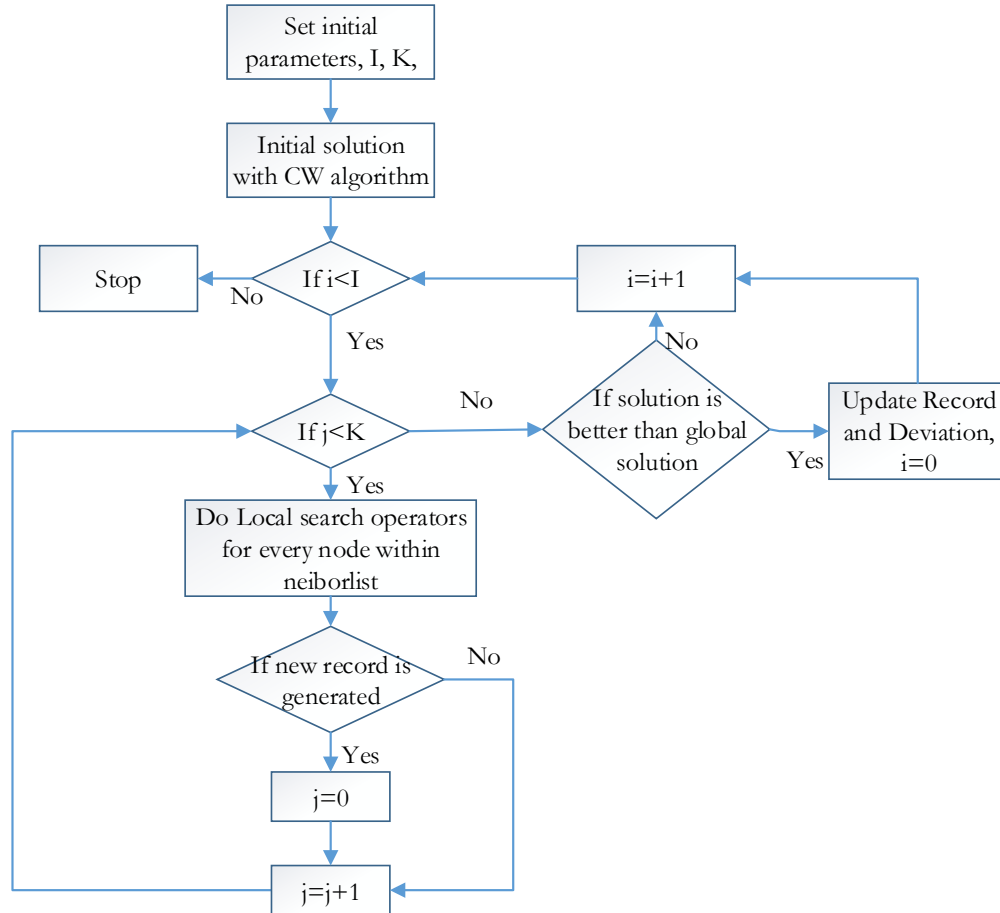 Set initial
parameters, I, K,
Initial solution
with CW algorithm
If i<I
No
Stop
Yes
i=i+1
If j<K
No
If solution is
better than global
solution
No
Yes
Update Record
and Deviation,
i=0
Yes
Do Local search operators
for every node within
neiborlist
If new record is
generated
No
Yes
j=0
j=j+1